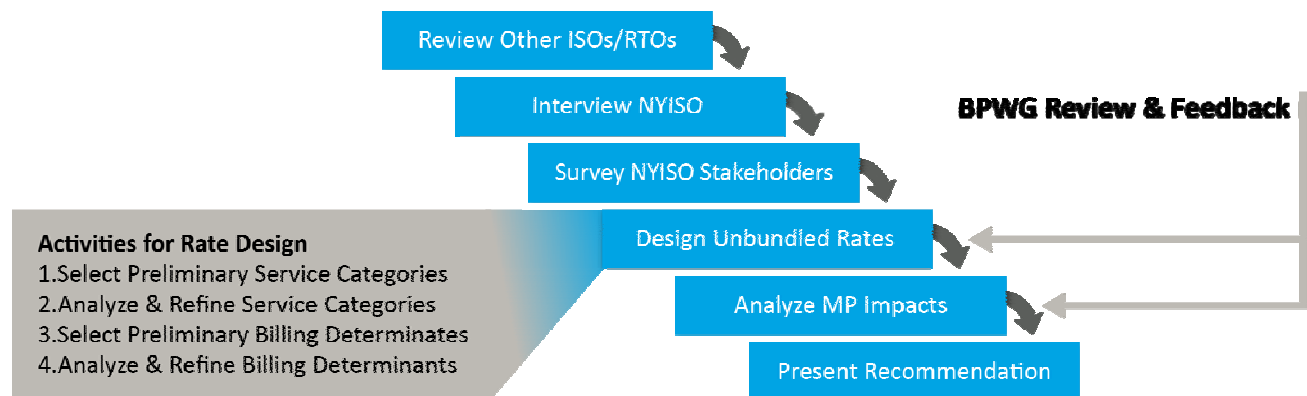 Review Other ISOs/RTOs
Interview NYISO
BPWG Review & Feedback
Survey NYISO Stakeholders
Design Unbundled Rates
Activities for Rate Design
1.Select Preliminary Service Categories
2.Analyze & Refine Service Categories
3.Select Preliminary Billing Determinates
4.Analyze & Refine Billing Determinants
Analyze MP Impacts
Present Recommendation